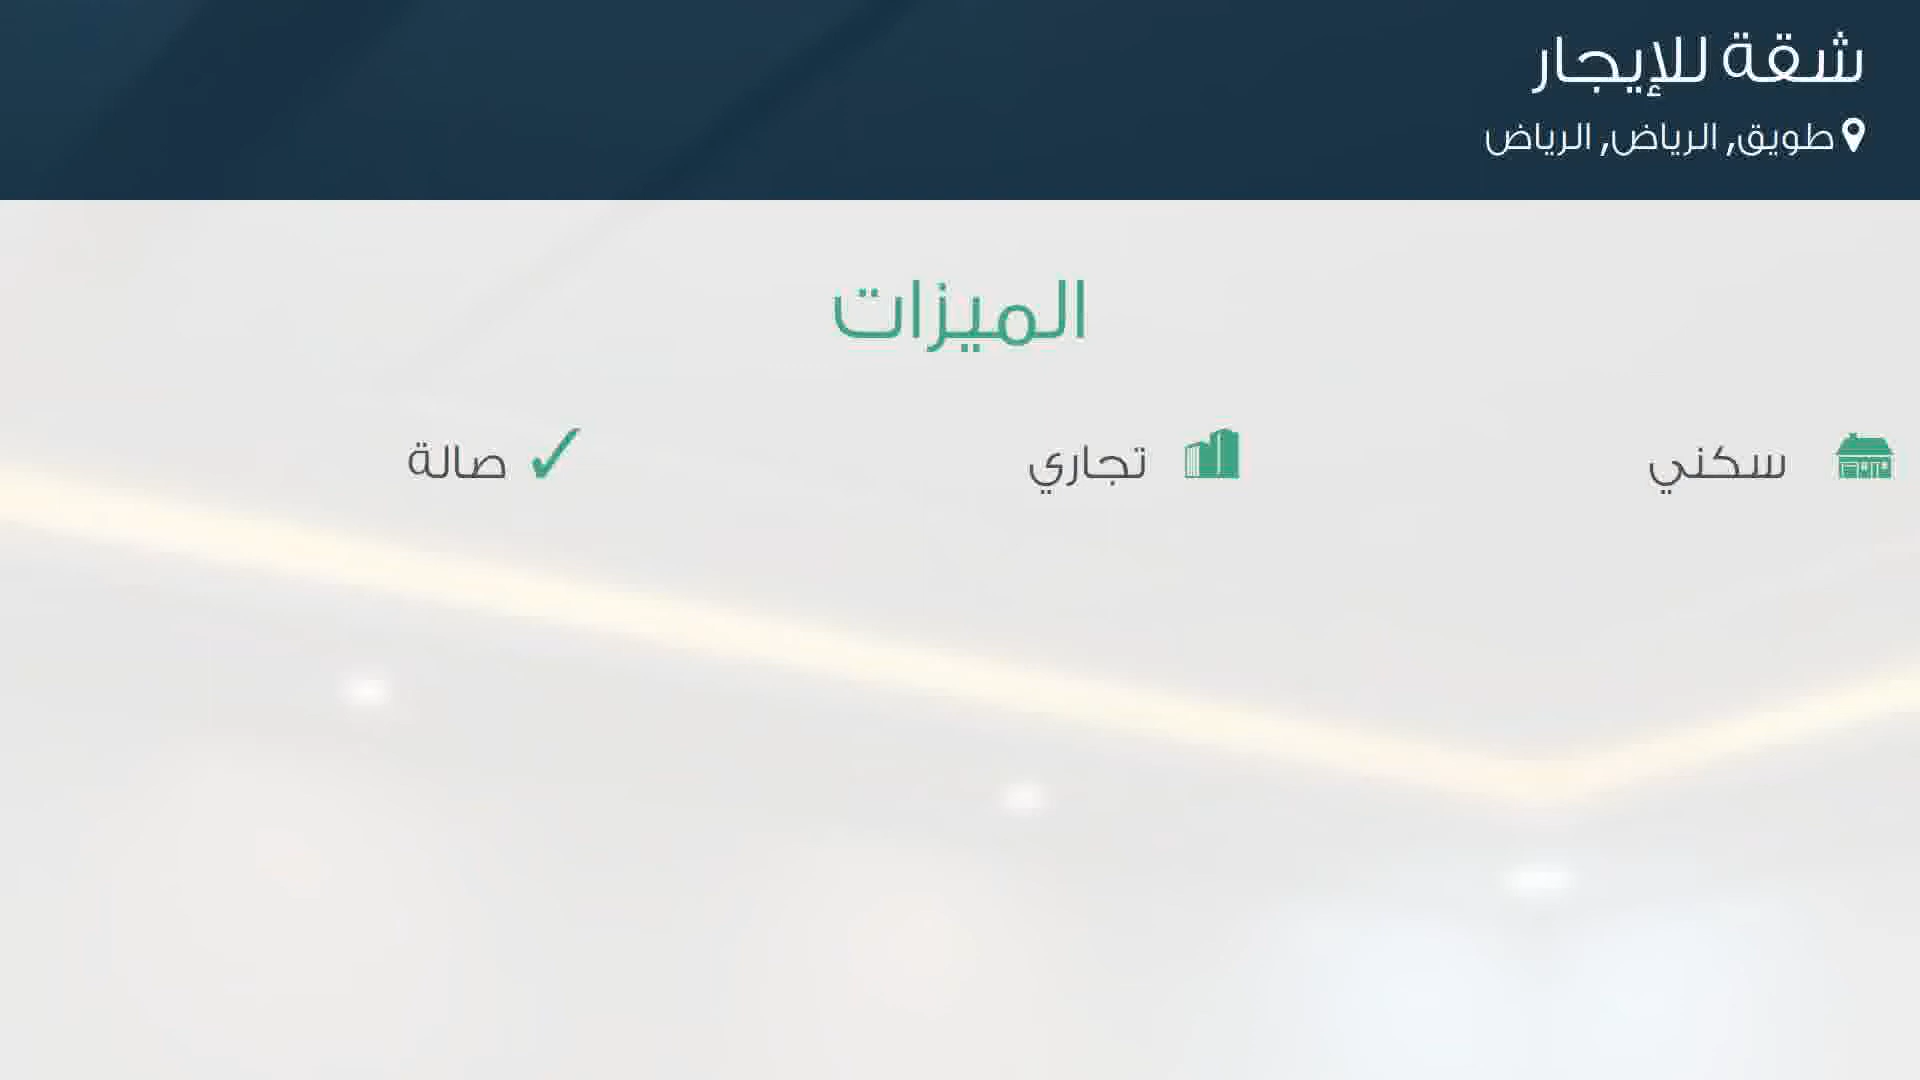 شقة للإيجار
طويق, الرياض, الرياض
الميزات
سكني تجاري صالة